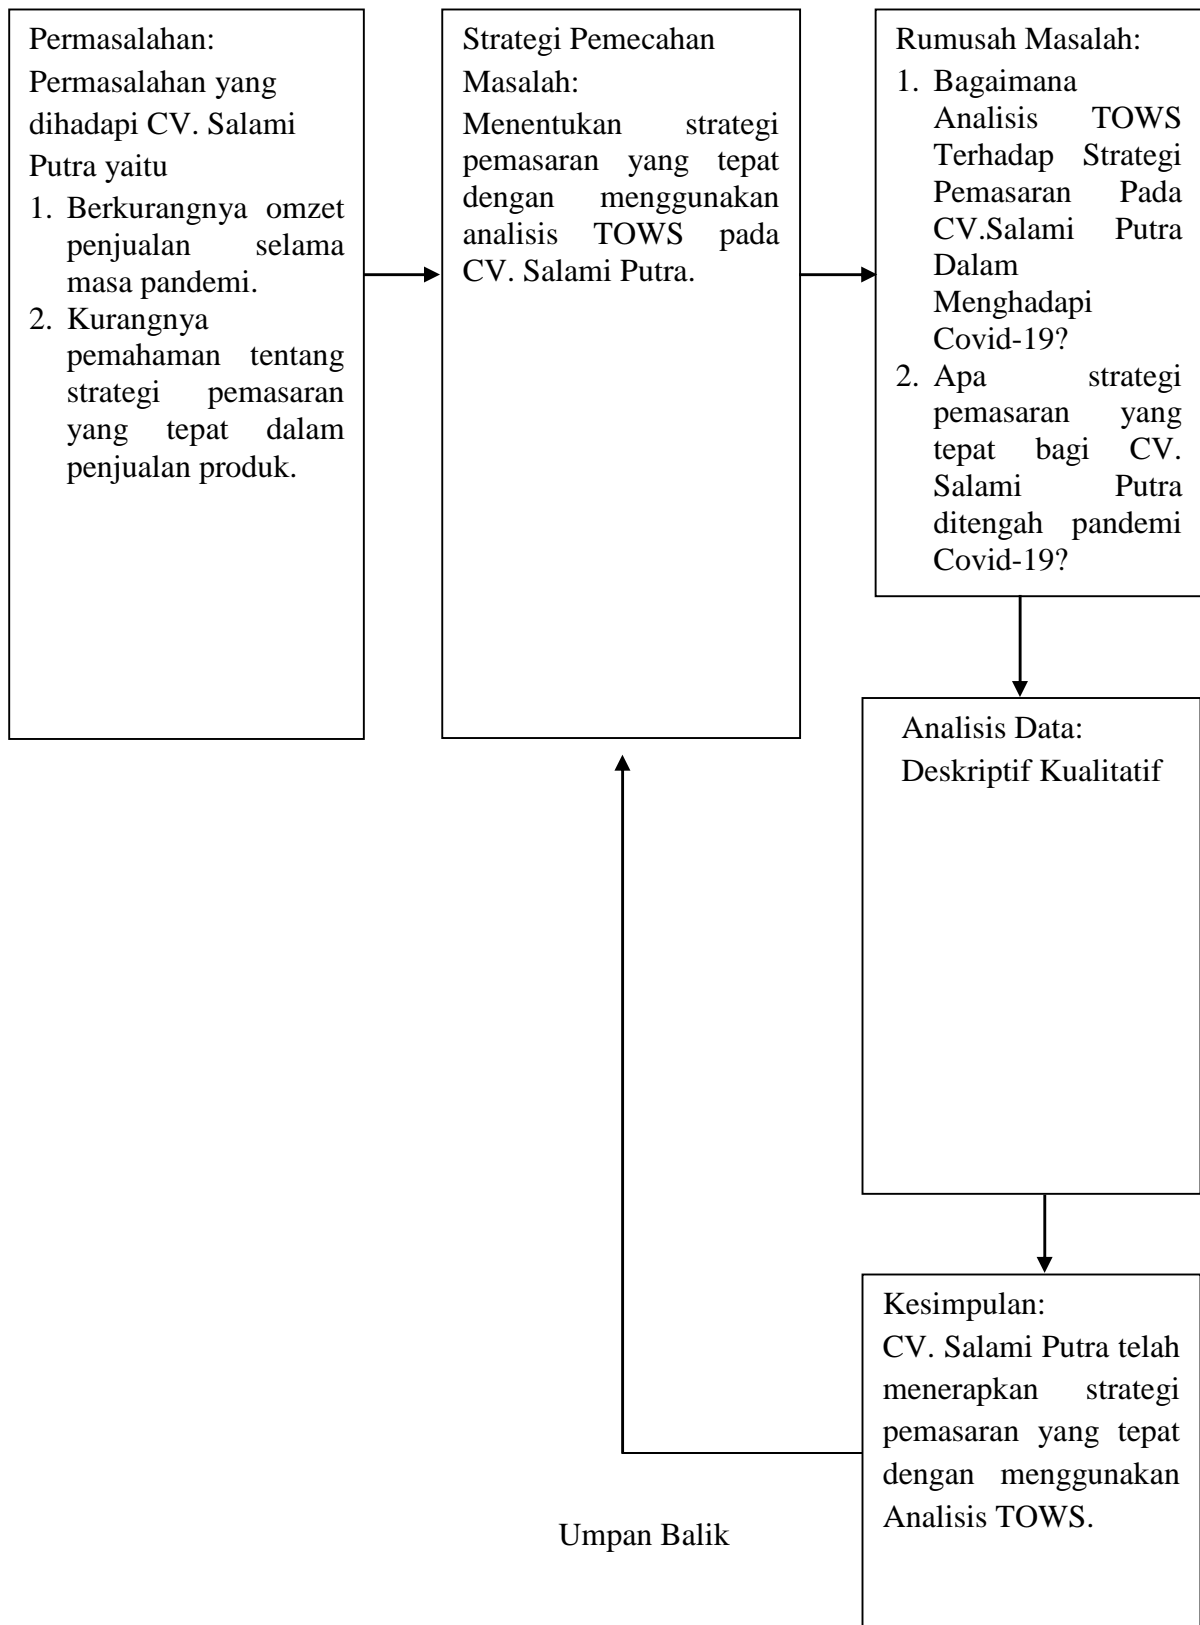 Permasalahan:
Permasalahan yang
dihadapi CV. Salami
Putra yaitu
1. Berkurangnya omzet
penjualan selama
masa pandemi.
2. Kurangnya
pemahaman tentang
strategi pemasaran
yang tepat dalam
penjualan produk.
Strategi Pemecahan
Masalah:
Menentukan strategi
pemasaran yang tepat
dengan menggunakan
analisis TOWS pada
CV. Salami Putra.
Rumusah Masalah:
1. Bagaimana
Analisis TOWS
Terhadap Strategi
Pemasaran Pada
CV.Salami Putra
Dalam
Menghadapi
Covid-19?
2. Apa strategi
pemasaran yang
tepat bagi CV.
Salami Putra
ditengah pandemi
Covid-19?
Analisis Data:
Deskriptif Kualitatif
Kesimpulan:
CV. Salami Putra telah
menerapkan strategi
pemasaran yang tepat
dengan menggunakan
Analisis TOWS.
Umpan Balik